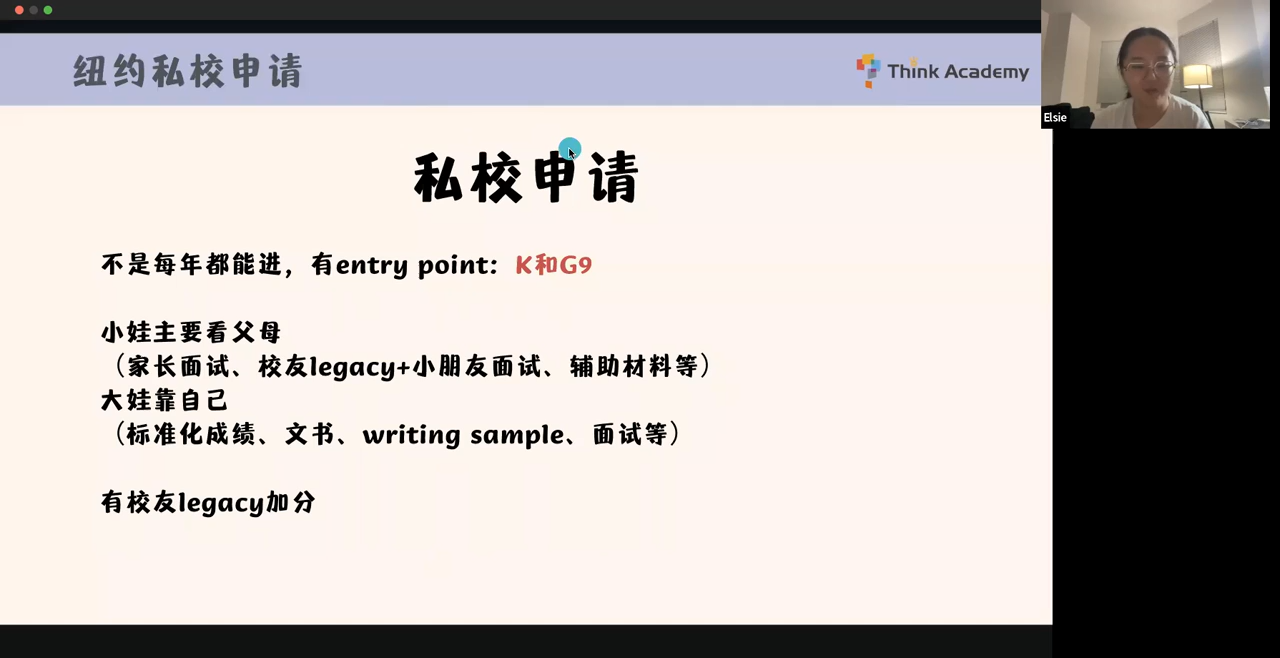 纽约私校申请
Think Academy
Elsie
私校申请
不是每年都能进，有entry point：K和G9
小娃主要看父母
（家长面试、校友legacy+小朋友面试、辅助材料等）
大娃靠自己
（标准化成绩、文书、writing sample、面试等）
有校友legacy加分